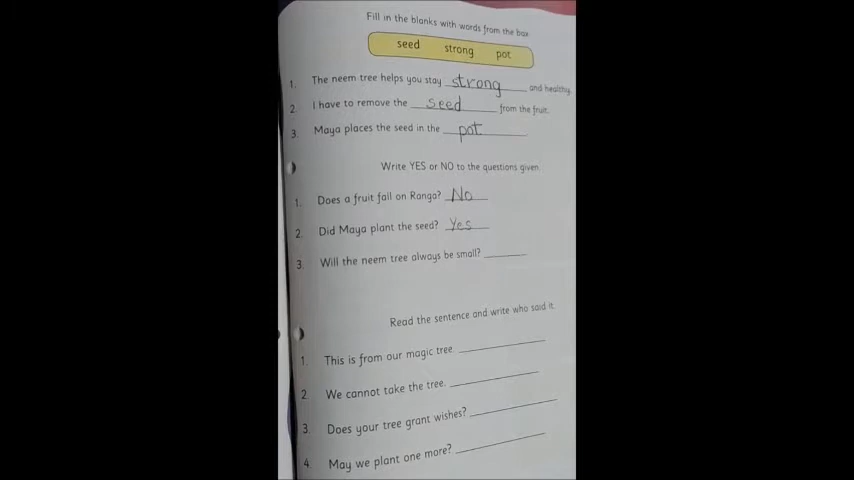 Fill in the blanks with words from the box.
seed strong pot
1. The neem tree helps you stay strong and healthy.
2. I have to remove the seed from the fruit.
3. Maya places the seed in the pot
Write YES or NO to the questions given.
1. Does a fruit fall on Ranga? No
2. Did Maya plant the seed? Yes
3. Will the neem tree always be small?
Read the sentence and write who said it.
1. This is from our magic tree.
2. We cannot take the tree.
3. Does your tree grant wishes?
4. May we plant one more?